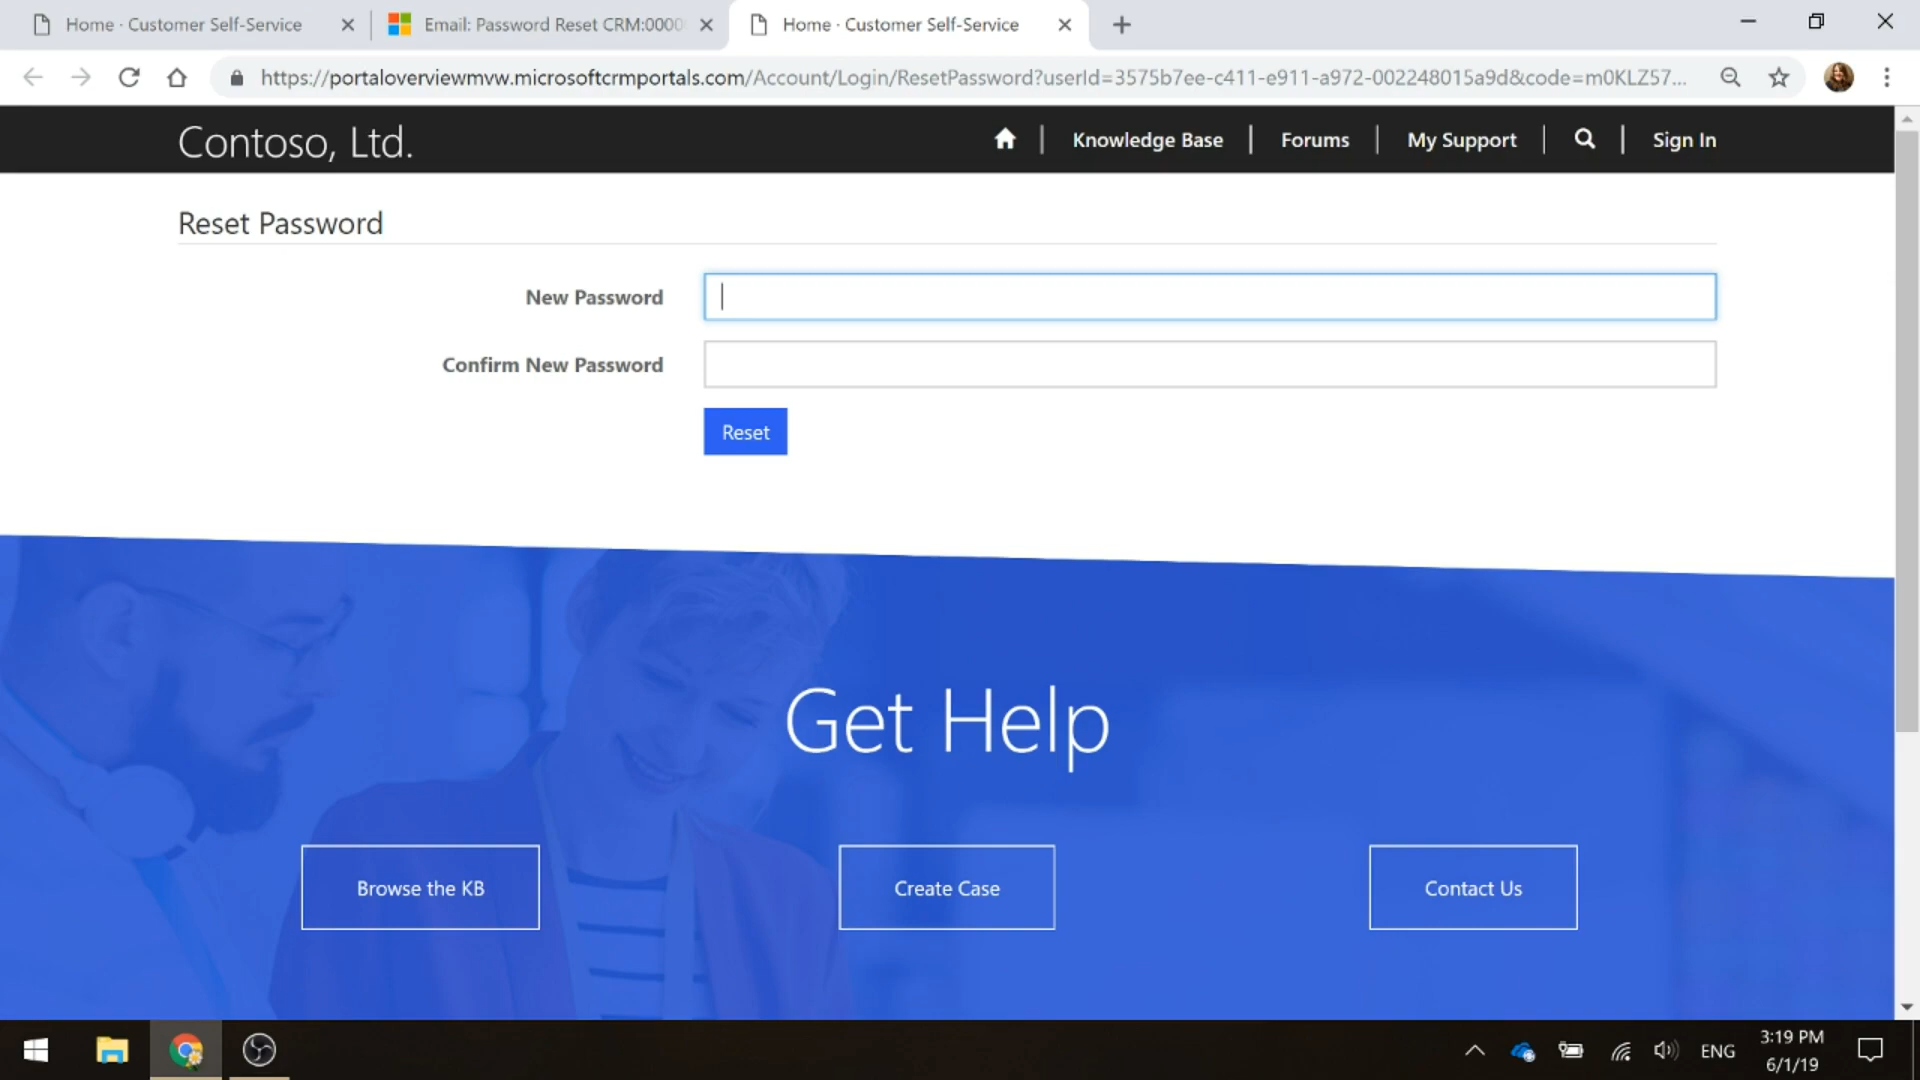 Home · Customer Self-Service
Email: Password Reset CRM:0000
Home · Customer Self-Service
https://portaloverviewmvw.microsoftcrmportals.com/Account/Login/ResetPassword?userId=3575b7ee-c411-e911-a972-002248015a9d&code=m0KLZ57...
Contoso, Ltd.
Knowledge Base
Forums
My Support
Sign In
Reset Password
New Password
Confirm New Password
Reset
Get Help
Browse the KB
Create Case
Contact Us
ENG
3:19 PM
6/1/19